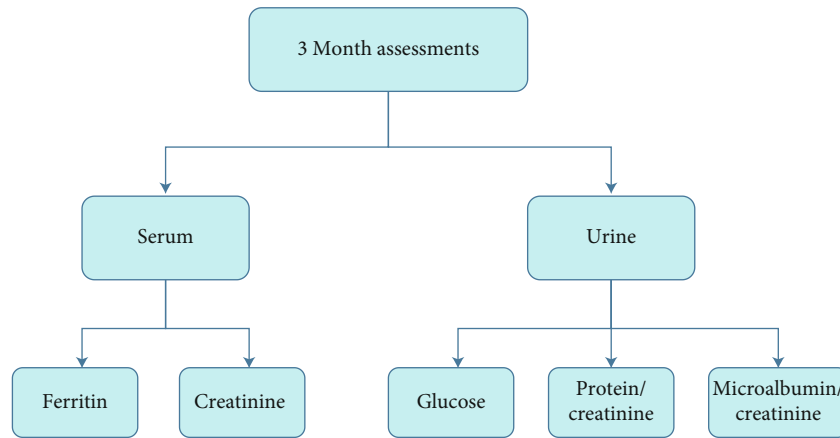 3 Month assessments
Serum
Urine
Ferritin
Creatinine
Glucose
Protein/
creatinine
Microalbumin/
creatinine